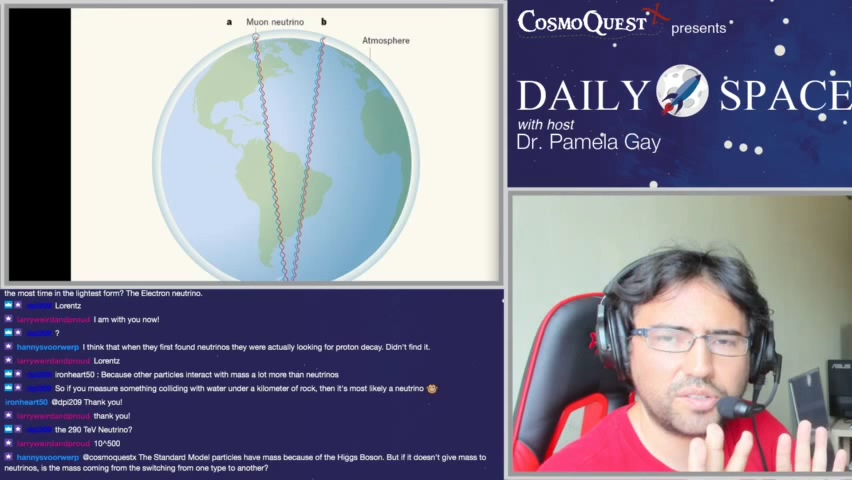 a Muon neutrino b
Atmosphere
COSMOQUEST X presents
DAILY SPACE
with host
Dr. Pamela Gay
the most time in the lightest form? The Electron neutrino.
Lorentz
larryweirdandproud I am with you now!
?
hannysvoorwerp I think that when they first found neutrinos they were actually looking for proton decay. Didn't find it.
larryweirdandproud Lorentz
ironheart50 : Because other particles interact with mass a lot more than neutrinos
So if you measure something colliding with water under a kilometer of rock, then it's most likely a neutrino
ironheart50 @dpi209 Thank you!
larryweirdandproud thank you!
the 290 TeV Neutrino?
larryweirdandproud 10^500
hannysvoorwerp @cosmoquestx The Standard Model particles have mass because of the Higgs Boson. But if it doesn't give mass to
neutrinos, is the mass coming from the switching from one type to another?
ASUS